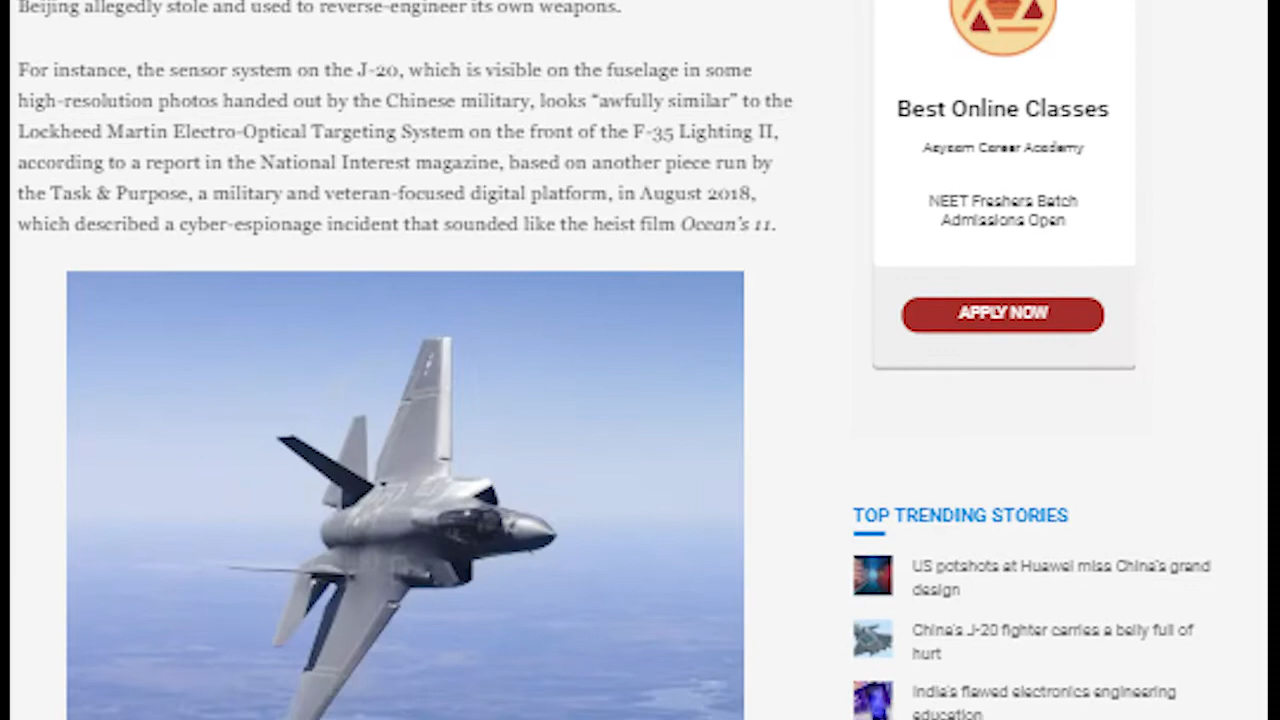 Beijing allegedly stole and used to reverse-engineer its own weapons.
For instance, the sensor system on the J-20, which is visible on the fuselage in some
high-resolution photos handed out by the Chinese military, looks “awfully similar” to the
Lockheed Martin Electro-Optical Targeting System on the front of the F-35 Lighting II,
according to a report in the National Interest magazine, based on another piece run by
the Task & Purpose, a military and veteran-focused digital platform, in August 2018,
which described a cyber-espionage incident that sounded like the heist film Ocean’s 11.
Best Online Classes
Aeysam Career Academy
NEET Freshers Batch
Admissions Open
APPLY NOW
TOP TRENDING STORIES
US potshots at Huawei miss China’s grand
design
China’s J-20 fighter carries a belly full of
hurt
India’s flawed electronics engineering
education